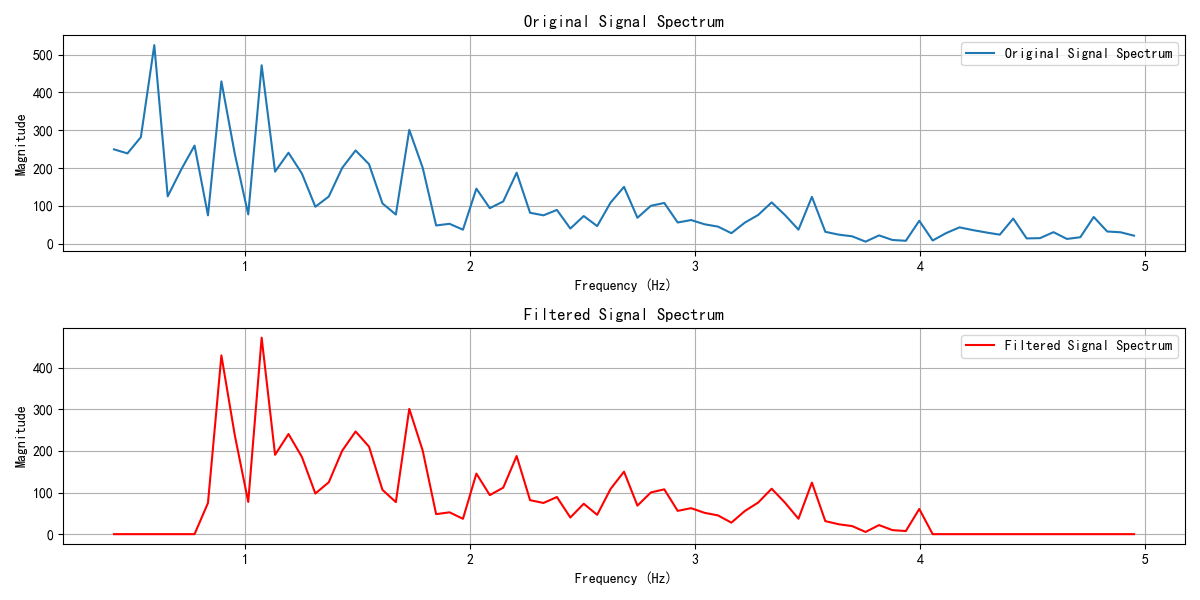 Original Signal Spectrum
Original Signal Spectrum
Magnitude
500
400
300
200
100
0
1 2 3 4 5
Frequency (Hz)
Filtered Signal Spectrum
Filtered Signal Spectrum
Magnitude
400
300
200
100
0
1 2 3 4 5
Frequency (Hz)